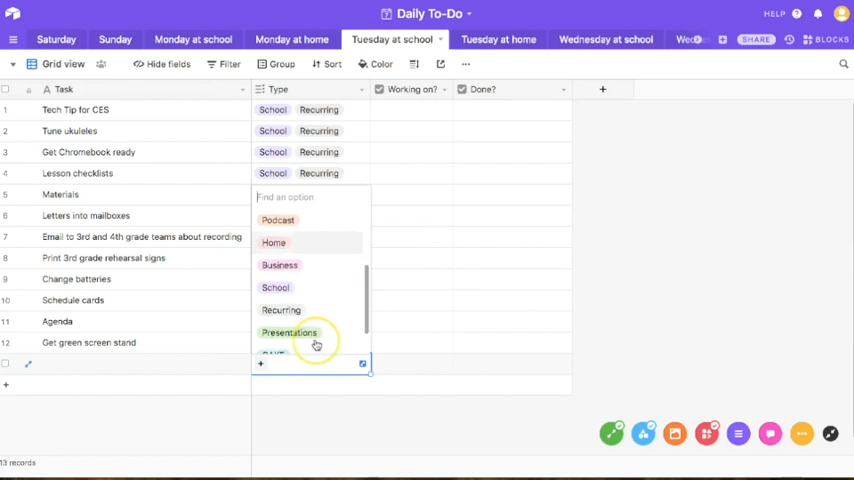 Daily To-Do
HELP
Saturday
Sunday
Monday at school
Monday at home
Tuesday at school
Tuesday at home
Wednesday at school
SHARE
BLOCKS
Grid view
Hide fields
Filter
Group
Sort
Color
Task
Type
Working on?
Done?
1 Tech Tip for CES School Recurring
2 Tune ukuleles School Recurring
3 Get Chromebook ready School Recurring
4 Lesson checklists School Recurring
5 Materials
Find an option
6 Letters into mailboxes
Podcast
7 Email to 3rd and 4th grade teams about recording
Home
8 Print 3rd grade rehearsal signs
Business
9 Change batteries
School
10 Schedule cards
Recurring
11 Agenda
Presentations
12 Get green screen stand
13 records